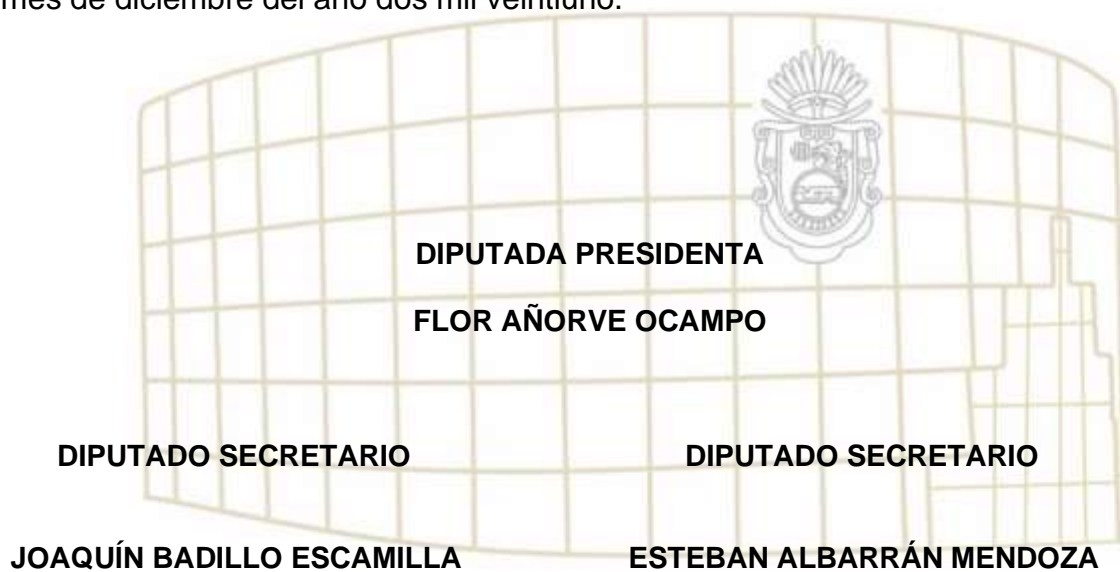 mes de diciembre del año dos mil veintiuno.
DIPUTADA PRESIDENTA
FLOR AÑORVE OCAMPO
DIPUTADO SECRETARIO DIPUTADO SECRETARIO
JOAQUÍN BADILLO ESCAMILLA ESTEBAN ALBARRÁN MENDOZA